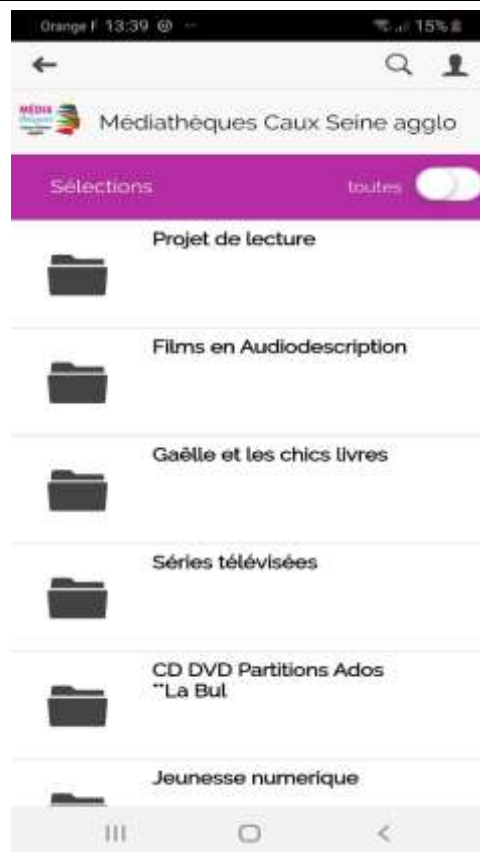 Orange F 13:39
15%
MÉDIA
Médiathèques Caux Seine agglo
Sélections
toutes
Projet de lecture
Films en Audiodescription
Gaëlle et les chics livres
Séries télévisées
CD DVD Partitions Ados
¨La Bul
Jeunesse numerique